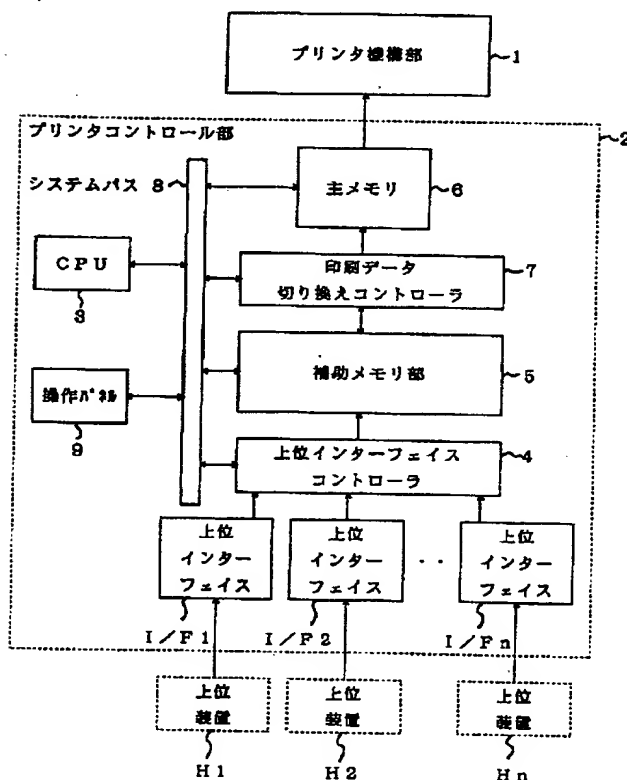 プリンタ機構部
1
プリンタコントロール部
2
システムバス 8
主メモリ
6
CPU
3
印刷データ
切り換えコントローラ
7
補助メモリ部
5
操作パネル
9
上位インターフェイス
コントローラ
4
上位
インター
フェイス
上位
インター
フェイス
・・
上位
インター
フェイス
I/F1
I/F2
I/Fn
上位
装置
上位
装置
上位
装置
H1
H2
Hn